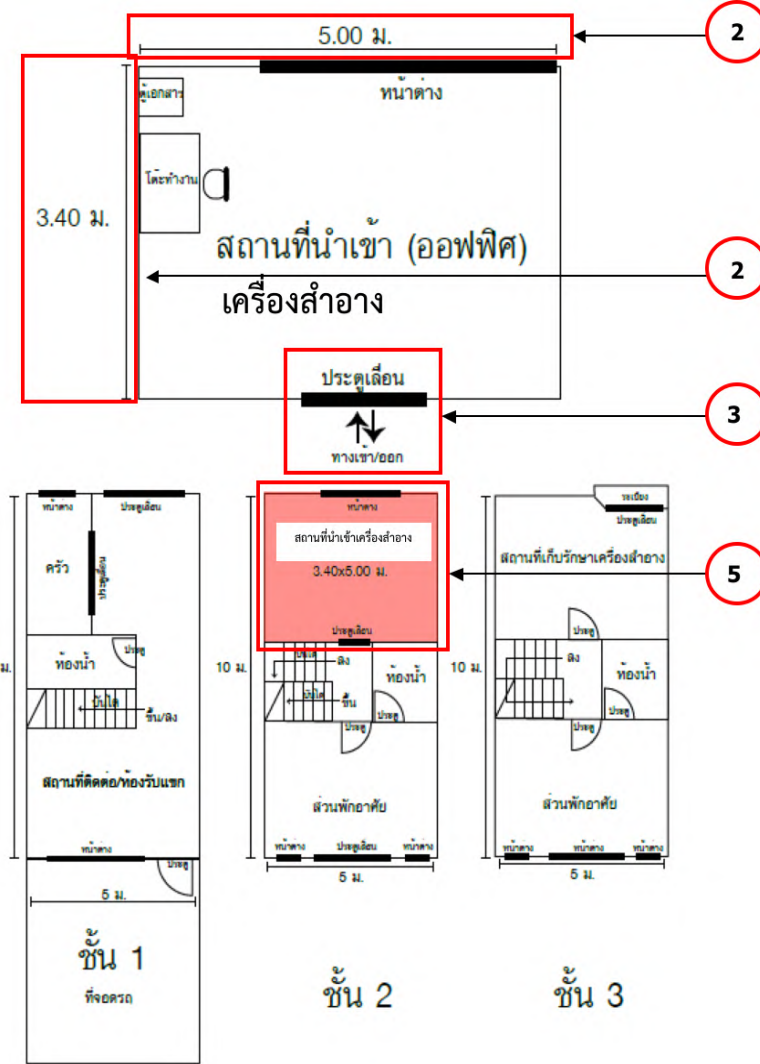 5.00 ม.
2
ตู้เอกสาร
หน้าต่าง
โต๊ะทำงาน
3.40 ม.
สถานที่นำเข้า (ออฟฟิศ)
2
เครื่องสำอาง
ประตูเลื่อน
3
ทางเข้า/ออก
หน้าต่าง
ประตูเลื่อน
ครัว
ประตูเลื่อน
ห้องน้ำ
ประตู
บันได
ขึ้น/ลง
ม.
สถานที่ติดต่อ/ห้องรับแขก
หน้าต่าง
ประตู
5 ม.
ชั้น 1
ที่จอดรถ
หน้าต่าง
สถานที่นำเข้าเครื่องสำอาง
3.40x5.00 ม.
5
ประตูเลื่อน
บันได
ลง
10 ม.
ห้องน้ำ
บันได
ขึ้น
ประตู
ประตู
ส่วนพักอาศัย
หน้าต่าง
ประตูเลื่อน
หน้าต่าง
5 ม.
ชั้น 2
ระเบียง
ประตูเลื่อน
สถานที่เก็บรักษาเครื่องสำอาง
ประตู
ลง
10 ม.
ห้องน้ำ
ประตู
ประตู
ส่วนพักอาศัย
หน้าต่าง
หน้าต่าง
หน้าต่าง
5 ม.
ชั้น 3